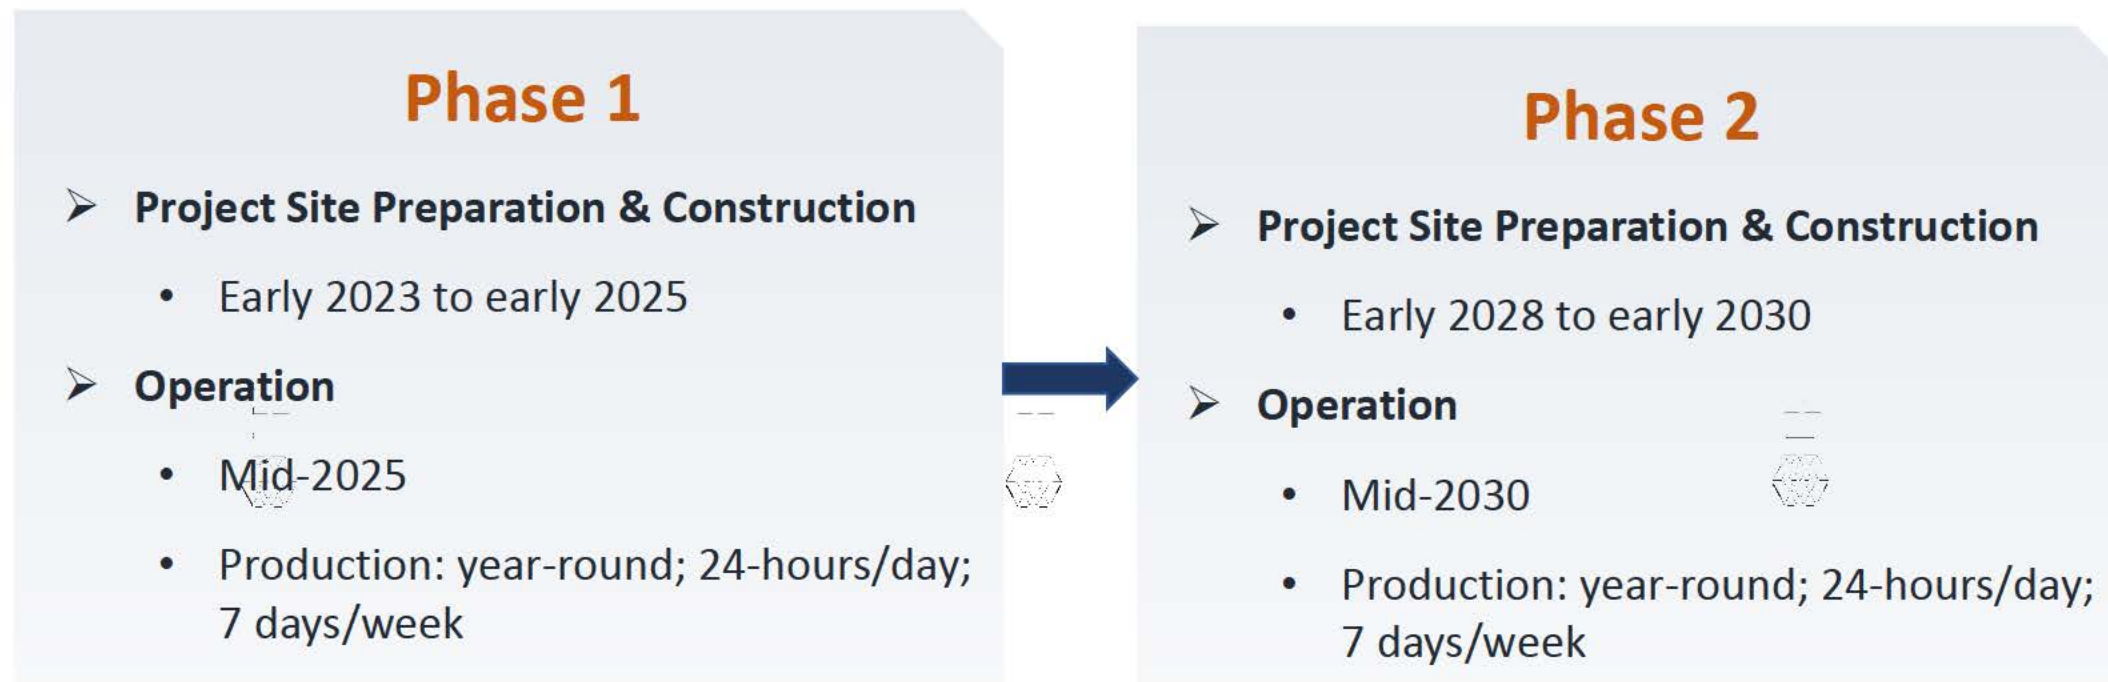 Phase 1
➢ Project Site Preparation & Construction
• Early 2023 to early 2025
➢ Operation
• Mid-2025
• Production: year-round; 24-hours/day;
7 days/week
Phase 2
➢ Project Site Preparation & Construction
• Early 2028 to early 2030
➢ Operation
• Mid-2030
• Production: year-round; 24-hours/day;
7 days/week